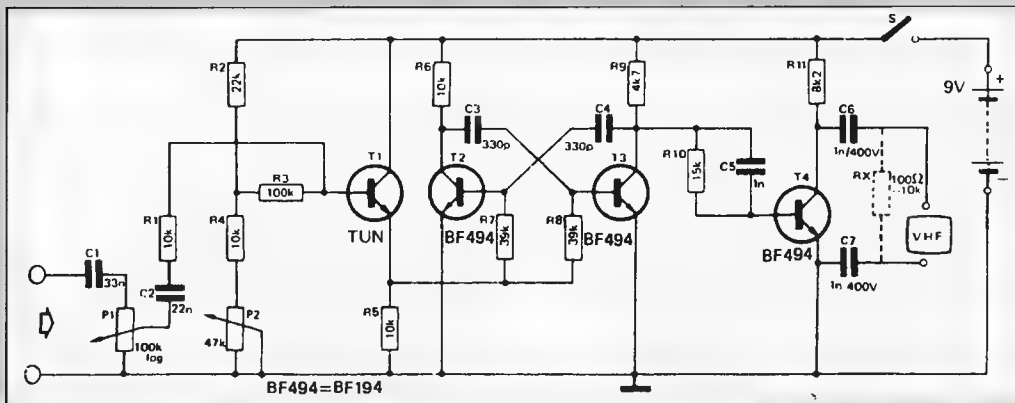 S
R2
22k
R6
10k
R9
4k7
R11
8k2
9V
+
−
C3
330p
C4
330p
C6
1n/400V
R3
100k
T1
TUN
T2
BF494
T3
BF494
R10
15k
C5
1n
T4
BF494
RX
100Ω
...10k
VHF
C7
1n 400V
R1
10k
R4
10k
R7
39k
R8
39k
C1
33n
C2
22n
P1
100k
log
P2
47k
R5
10k
BF494=BF194